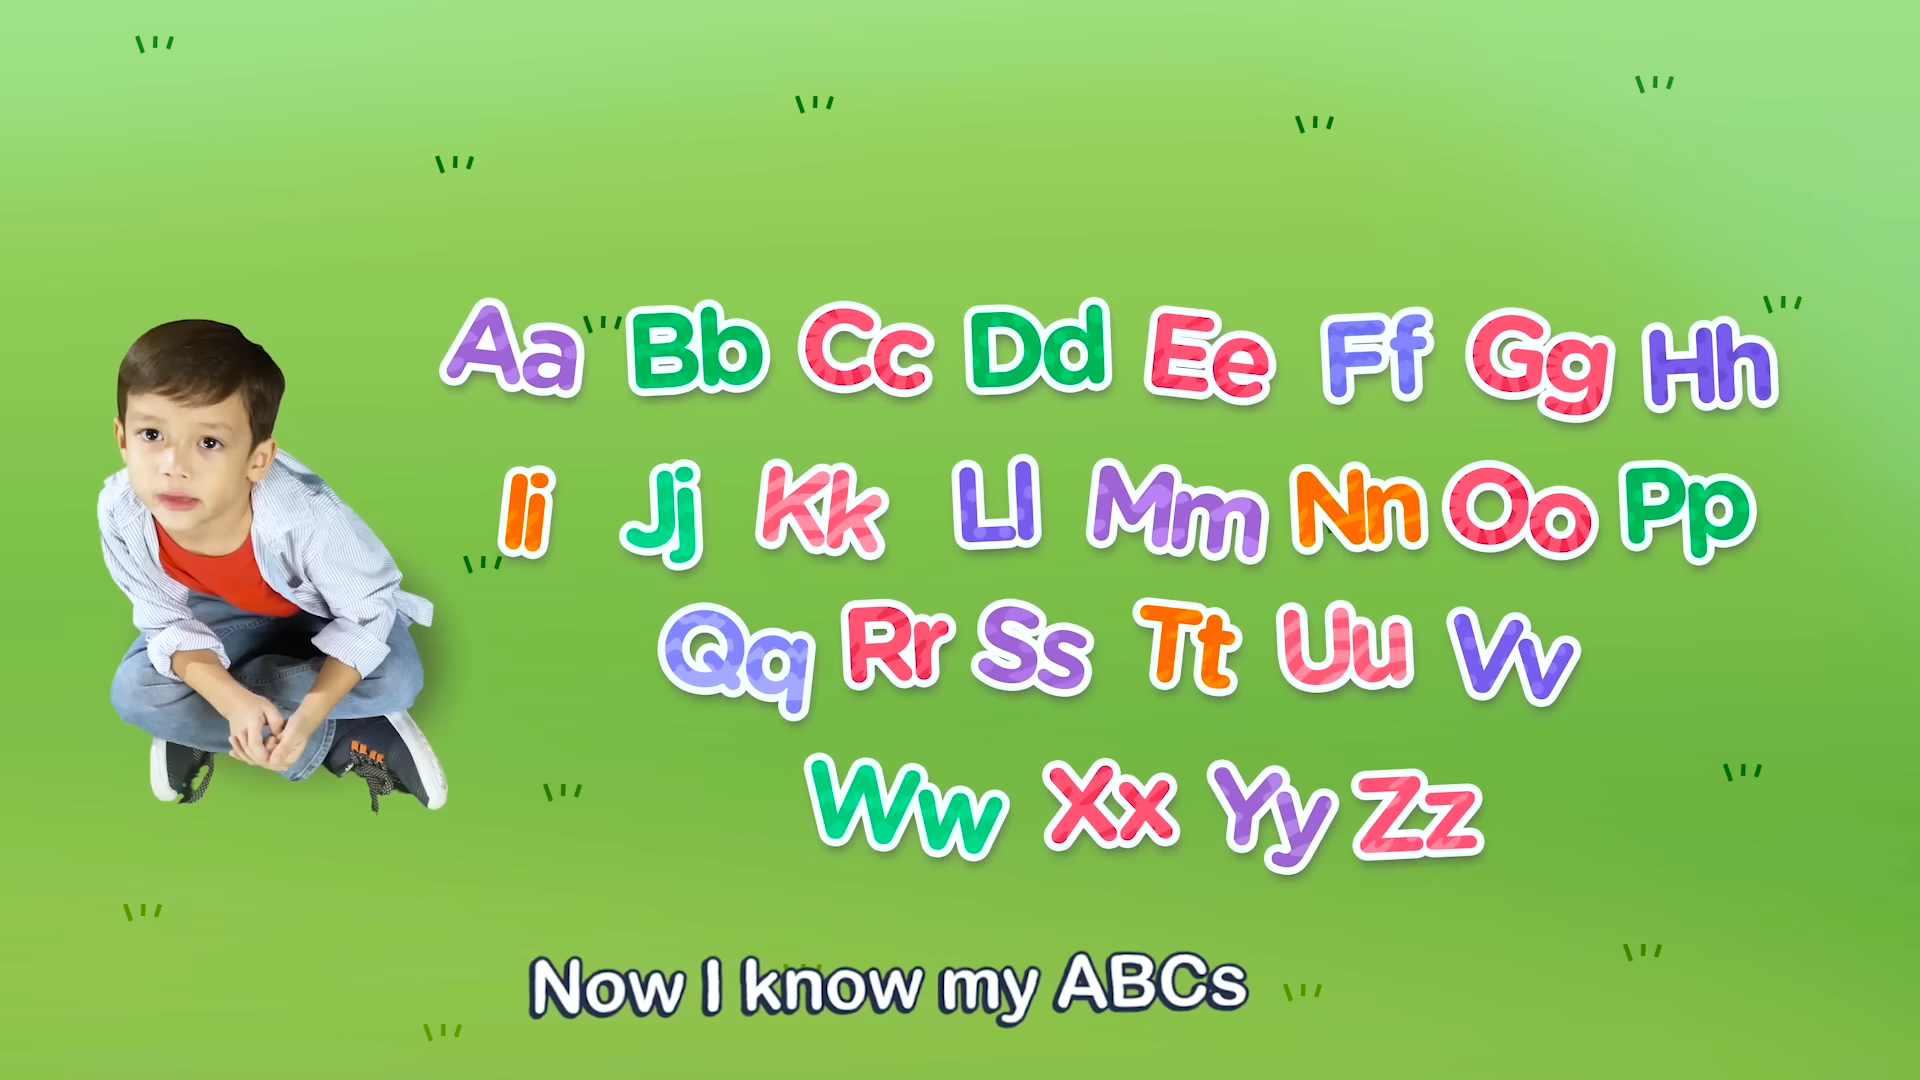 Aa Bb Cc Dd Ee Ff Gg Hh
Ii Jj Kk Ll Mm Nn Oo Pp
Qq Rr Ss Tt Uu Vv
Ww Xx Yy Zz
Now I know my ABCs